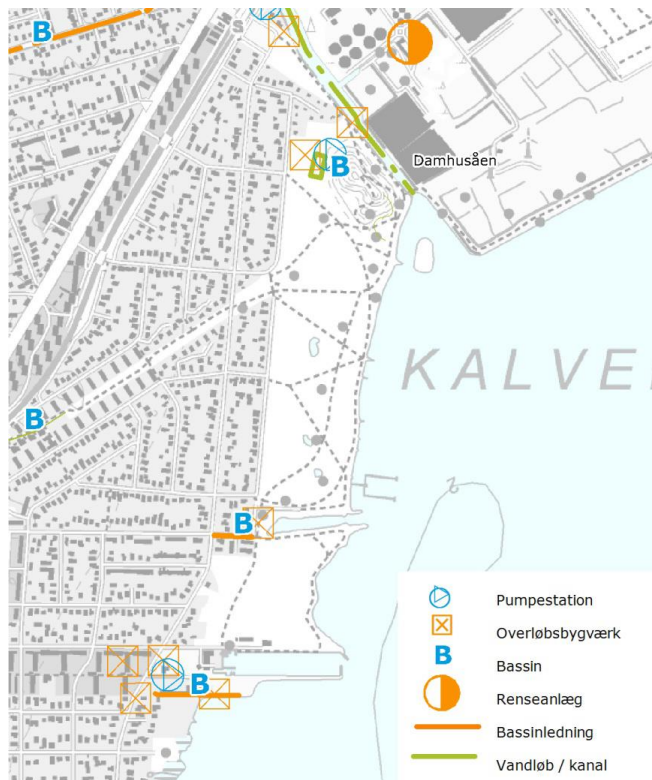 B
Damhusåen
B
KALVE
B
B
B
Pumpestation
Overløbsbygværk
B Bassin
Renseanlæg
Bassinledning
Vandløb / kanal